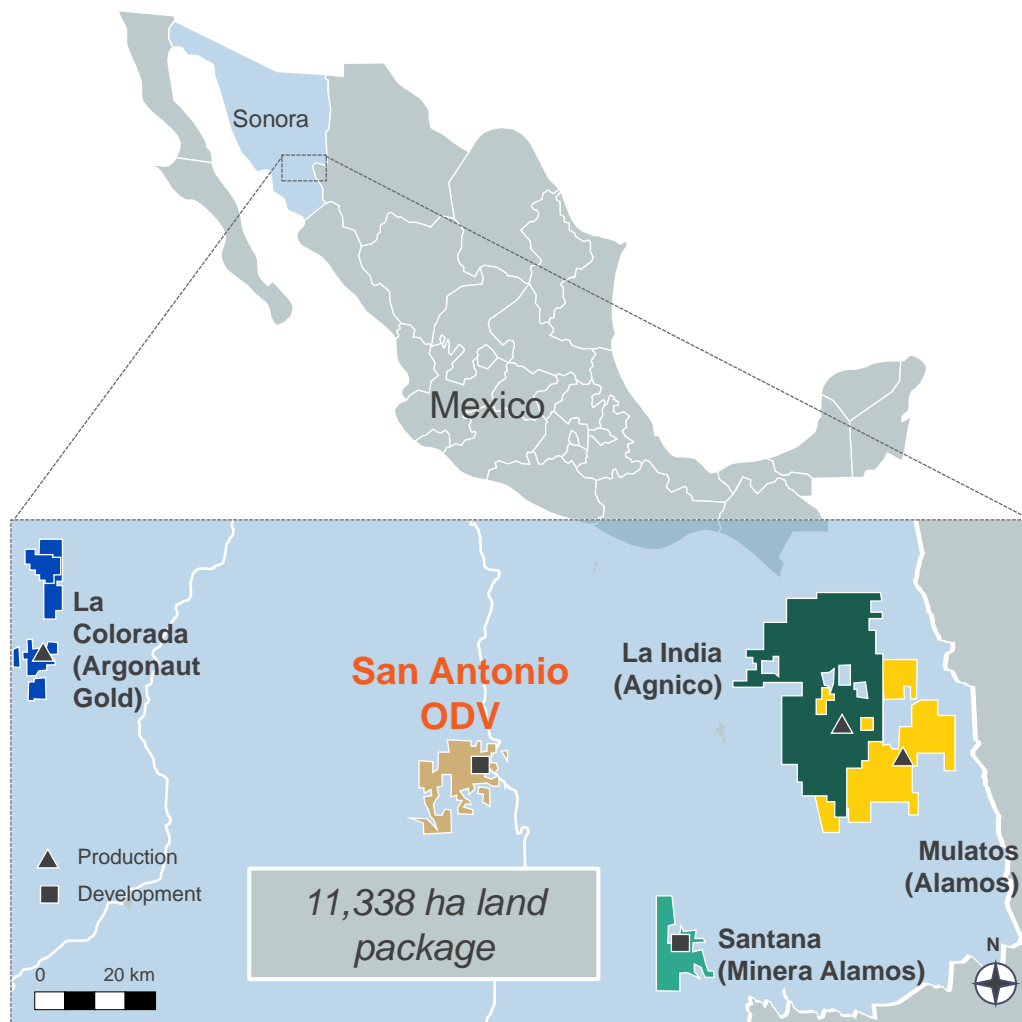 Sonora
Mexico
La
Colorada
(Argonaut
Gold)
San Antonio
ODV
La India
(Agnico)
Mulatos
(Alamos)
Production
Development
11,338 ha land
package
Santana
(Minera Alamos)
0 20 km
N